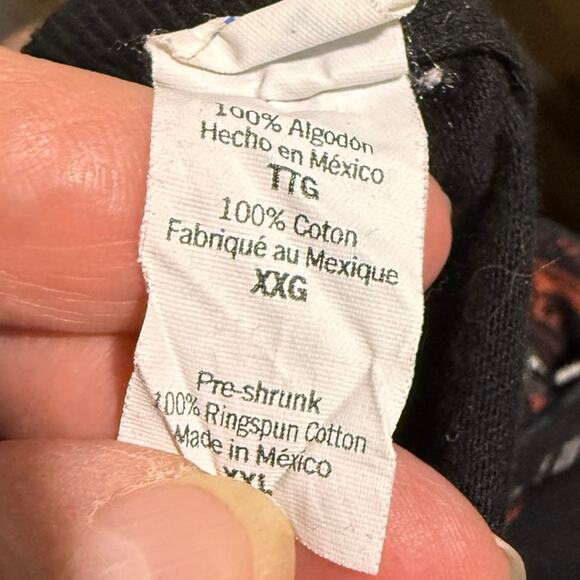 100% Algodón
Hecho en México
TTG
100% Coton
Fabriqué au Mexique
XXG
Pre-shrunk
100% Ringspun Cotton
Made in México
XXL